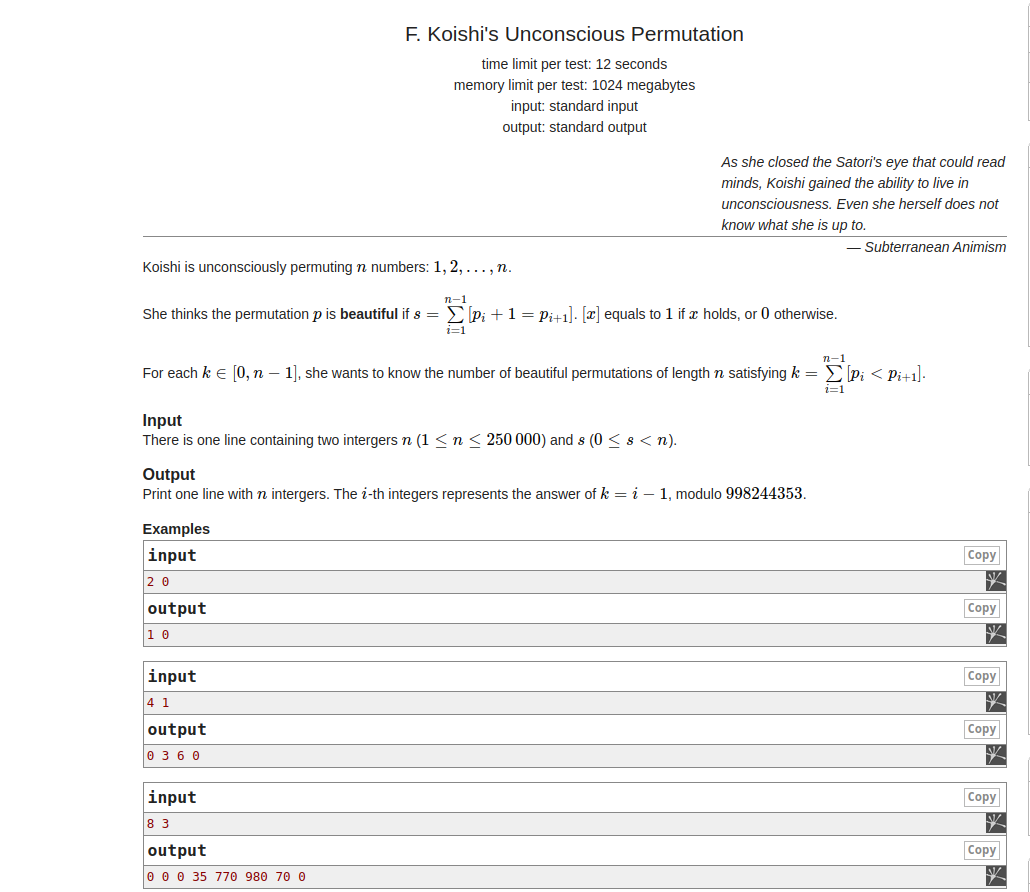 F. Koishi's Unconscious Permutation
time limit per test: 12 seconds
memory limit per test: 1024 megabytes
input: standard input
output: standard output
As she closed the Satori's eye that could read
minds, Koishi gained the ability to live in
unconsciousness. Even she herself does not
know what she is up to.
— Subterranean Animism
Koishi is unconsciously permuting n numbers: 1, 2, . . . , n.
She thinks the permutation p is beautiful if s = \sum_{i=1}^{n-1} [p_i + 1 = p_{i+1}]. [x] equals to 1 if x holds, or 0 otherwise.
For each k ∈ [0, n − 1], she wants to know the number of beautiful permutations of length n satisfying k = \sum_{i=1}^{n-1} [p_i < p_{i+1}].
Input
There is one line containing two intergers n (1 ≤ n ≤ 250 000) and s (0 ≤ s < n).
Output
Print one line with n intergers. The i-th integers represents the answer of k = i − 1, modulo 998244353.
Examples
input
Copy
2 0
output
Copy
1 0
input
Copy
4 1
output
Copy
0 3 6 0
input
Copy
8 3
output
Copy
0 0 0 35 770 980 70 0